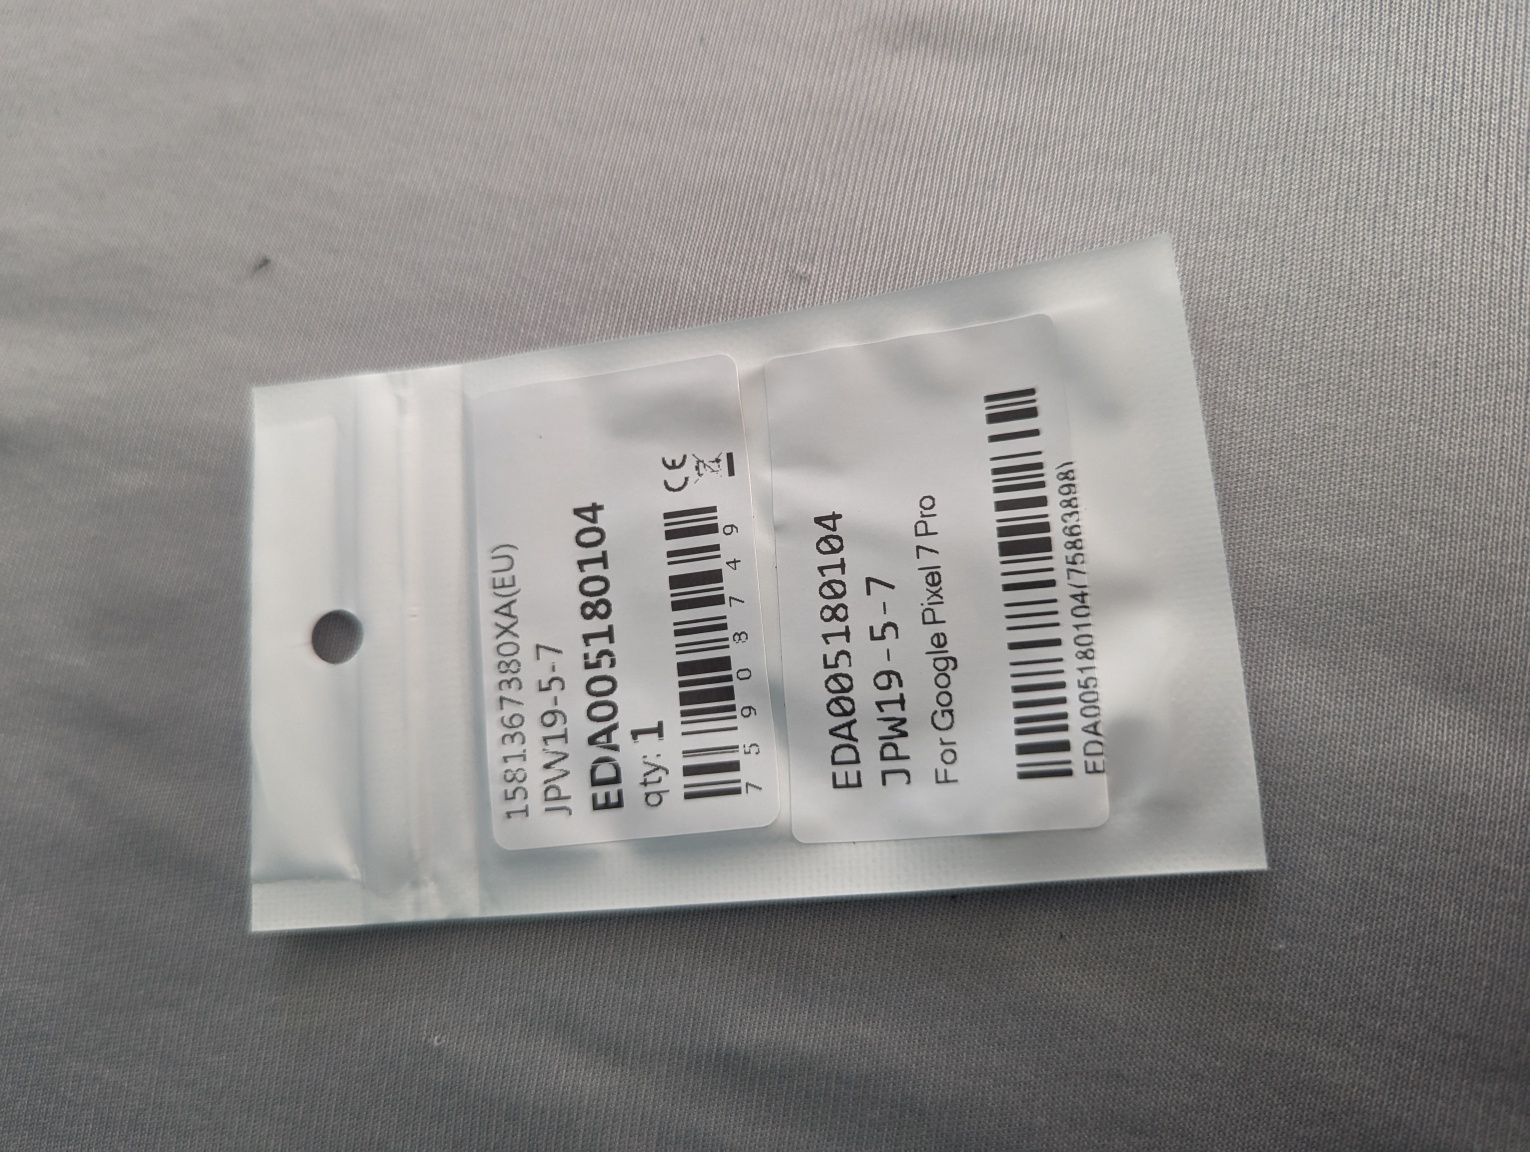 1581367380XA(EU)
JPW19-5-7
EDA005180104
qty: 1
CE
7 5 9 0 8 7 4 9
EDA005180104
JPW19-5-7
For Google Pixel 7 Pro
EDA005180104(75863898)